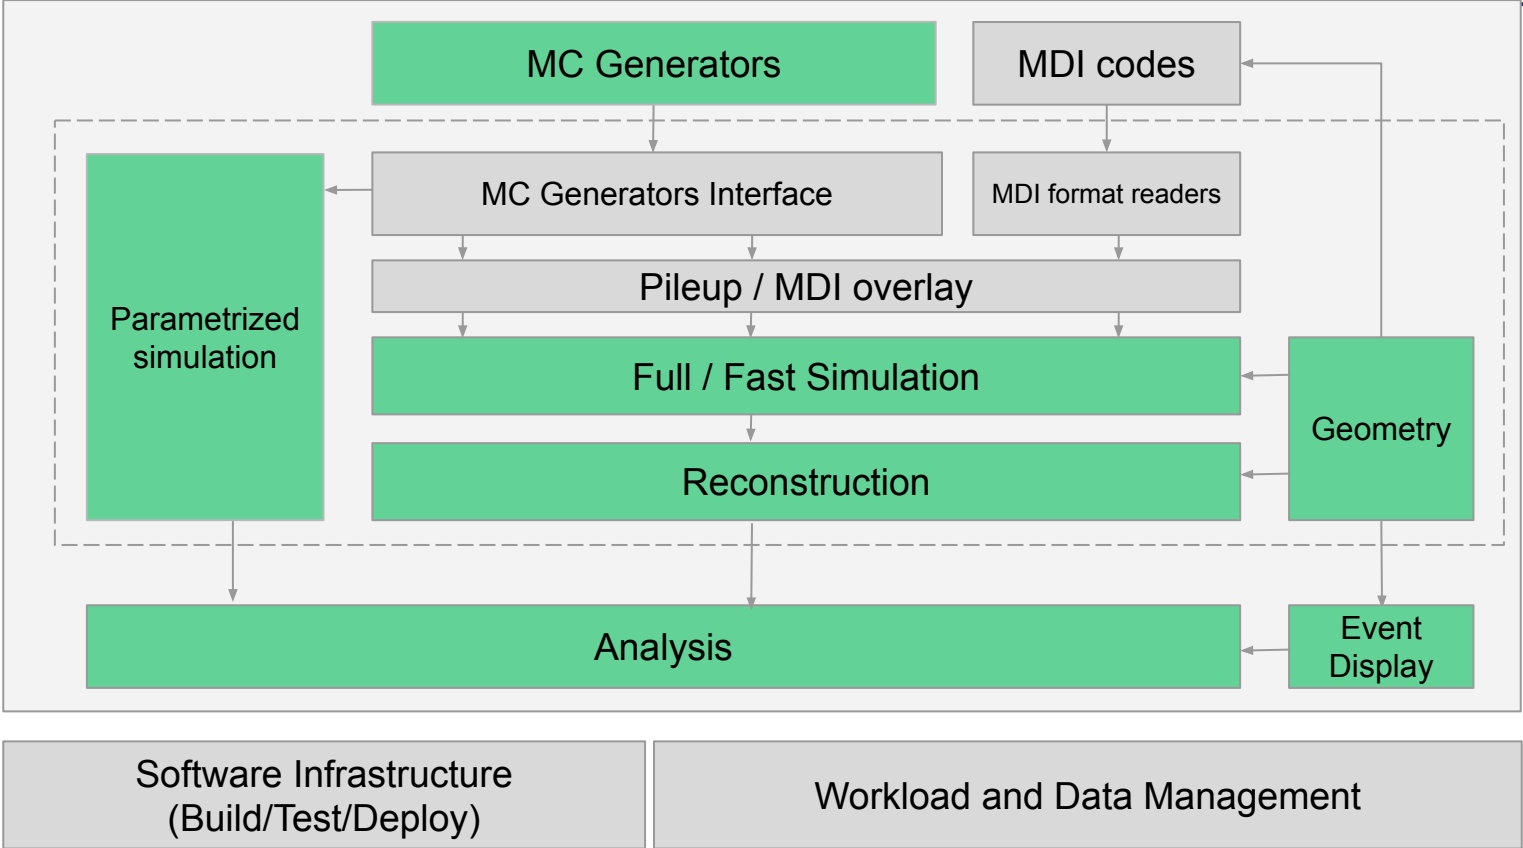 MC Generators
MDI codes
MC Generators Interface
MDI format readers
Pileup / MDI overlay
Parametrized
simulation
Full / Fast Simulation
Geometry
Reconstruction
Analysis
Event
Display
Software Infrastructure
(Build/Test/Deploy)
Workload and Data Management